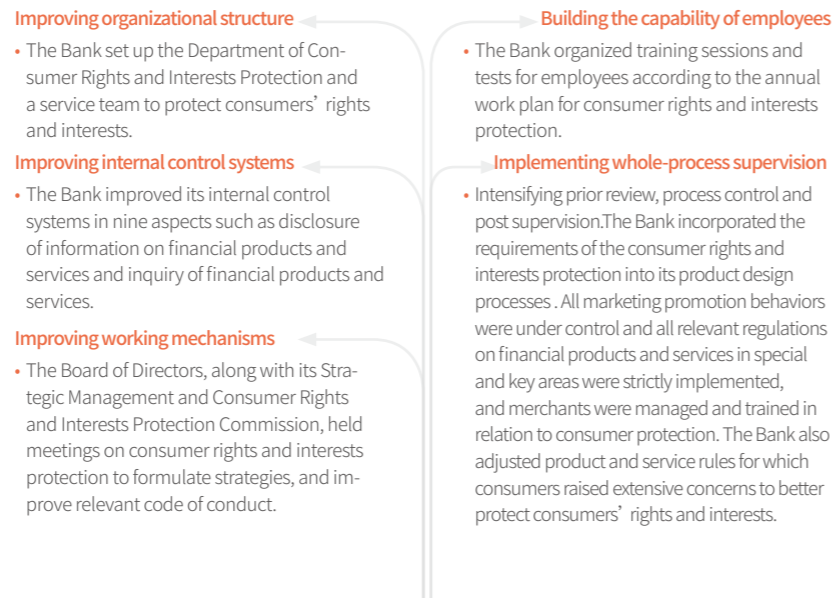 Improving organizational structure
• The Bank set up the Department of Con-
sumer Rights and Interests Protection and
a service team to protect consumers’ rights
and interests.
Improving internal control systems
• The Bank improved its internal control
systems in nine aspects such as disclosure
of information on financial products and
services and inquiry of financial products and
services.
Improving working mechanisms
• The Board of Directors, along with its Stra-
tegic Management and Consumer Rights
and Interests Protection Commission, held
meetings on consumer rights and interests
protection to formulate strategies, and im-
prove relevant code of conduct.
Building the capability of employees
• The Bank organized training sessions and
tests for employees according to the annual
work plan for consumer rights and interests
protection.
Implementing whole-process supervision
• Intensifying prior review, process control and
post supervision.The Bank incorporated the
requirements of the consumer rights and
interests protection into its product design
processes . All marketing promotion behaviors
were under control and all relevant regulations
on financial products and services in special
and key areas were strictly implemented,
and merchants were managed and trained in
relation to consumer protection. The Bank also
adjusted product and service rules for which
consumers raised extensive concerns to better
protect consumers’ rights and interests.